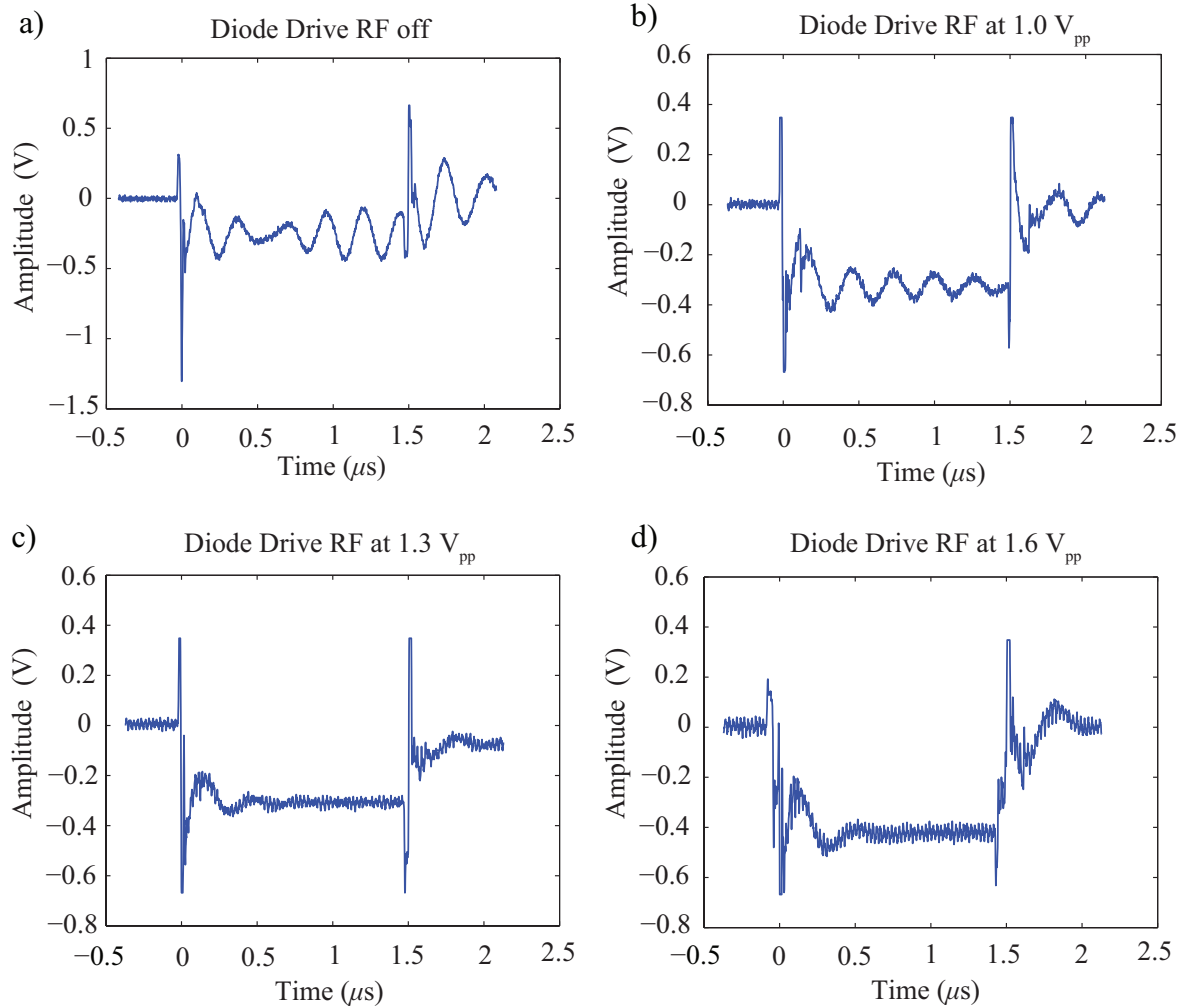 a)
Diode Drive RF off
1
0.5
0
−0.5
−1
−1.5
Amplitude (V)
−0.5 0 0.5 1 1.5 2 2.5
Time (μs)
b)
Diode Drive RF at 1.0 Vpp
0.6
0.4
0.2
0
−0.2
−0.4
−0.6
−0.8
Amplitude (V)
−0.5 0 0.5 1 1.5 2 2.5
Time (μs)
c)
Diode Drive RF at 1.3 Vpp
0.6
0.4
0.2
0
−0.2
−0.4
−0.6
−0.8
Amplitude (V)
−0.5 0 0.5 1 1.5 2 2.5
Time (μs)
d)
Diode Drive RF at 1.6 Vpp
0.6
0.4
0.2
0
−0.2
−0.4
−0.6
−0.8
Amplitude (V)
−0.5 0 0.5 1 1.5 2 2.5
Time (μs)